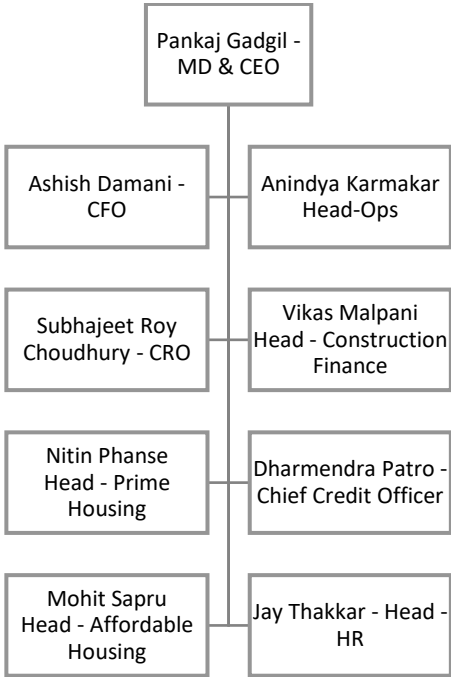 Pankaj Gadgil -
MD & CEO
Ashish Damani -
CFO
Anindya Karmakar
Head-Ops
Subhajeet Roy
Choudhury - CRO
Vikas Malpani
Head - Construction
Finance
Nitin Phanse
Head - Prime
Housing
Dharmendra Patro -
Chief Credit Officer
Mohit Sapru
Head - Affordable
Housing
Jay Thakkar - Head -
HR